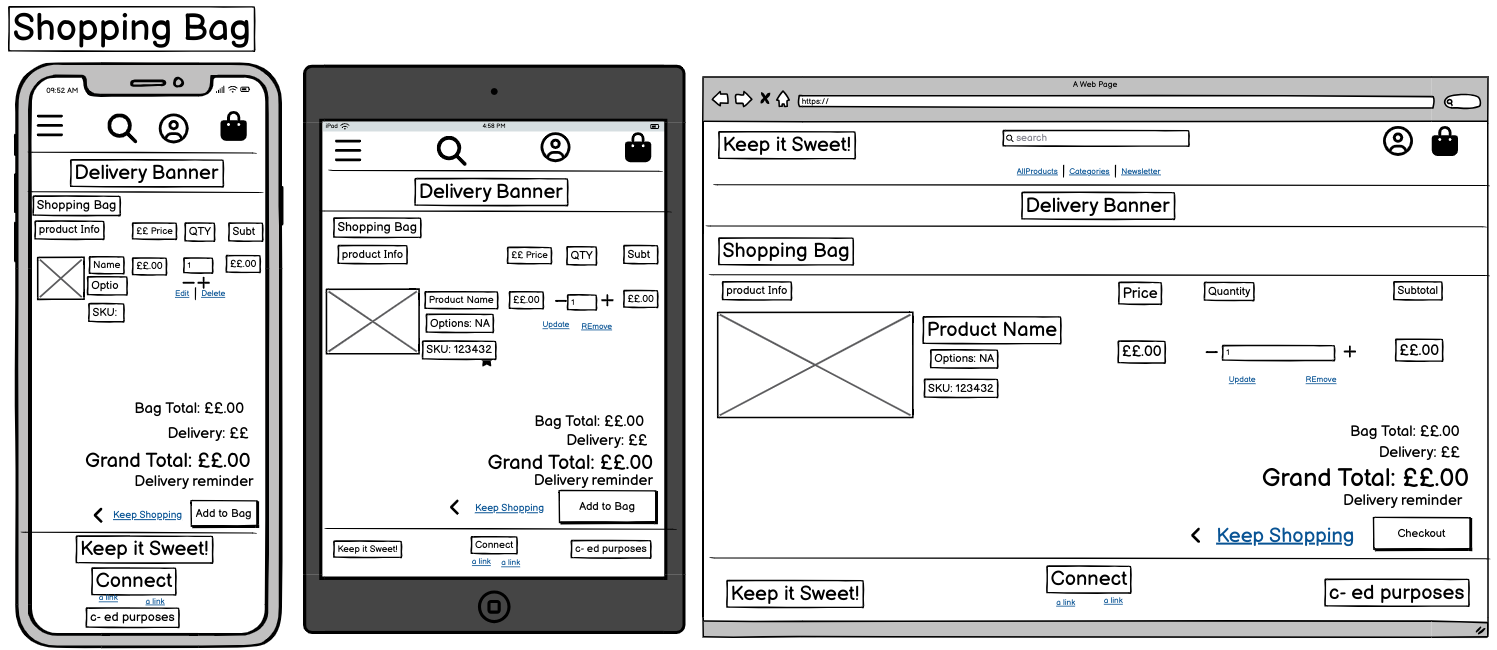 Shopping Bag
09:52 AM
Delivery Banner
Shopping Bag
product Info ££ Price QTY Subt
Name ££.00 1 ££.00
Optio
Edit Delete
SKU:
Bag Total: ££.00
Delivery: ££
Grand Total: ££.00
Delivery reminder
Keep Shopping Add to Bag
Keep it Sweet!
Connect
a link a link
c- ed purposes
iPad 4:58 PM
Delivery Banner
Shopping Bag
product Info ££ Price QTY Subt
Product Name ££.00 1 ££.00
Options: NA
Update REmove
SKU: 123432
Bag Total: ££.00
Delivery: ££
Grand Total: ££.00
Delivery reminder
Keep Shopping Add to Bag
Keep it Sweet! Connect c- ed purposes
a link a link
A Web Page
https://
Keep it Sweet! search
AllProducts Categories Newsletter
Delivery Banner
Shopping Bag
product Info Price Quantity Subtotal
Product Name ££.00 1 ££.00
Options: NA
Update REmove
SKU: 123432
Bag Total: ££.00
Delivery: ££
Grand Total: ££.00
Delivery reminder
Keep Shopping Checkout
Keep it Sweet! Connect c- ed purposes
a link a link